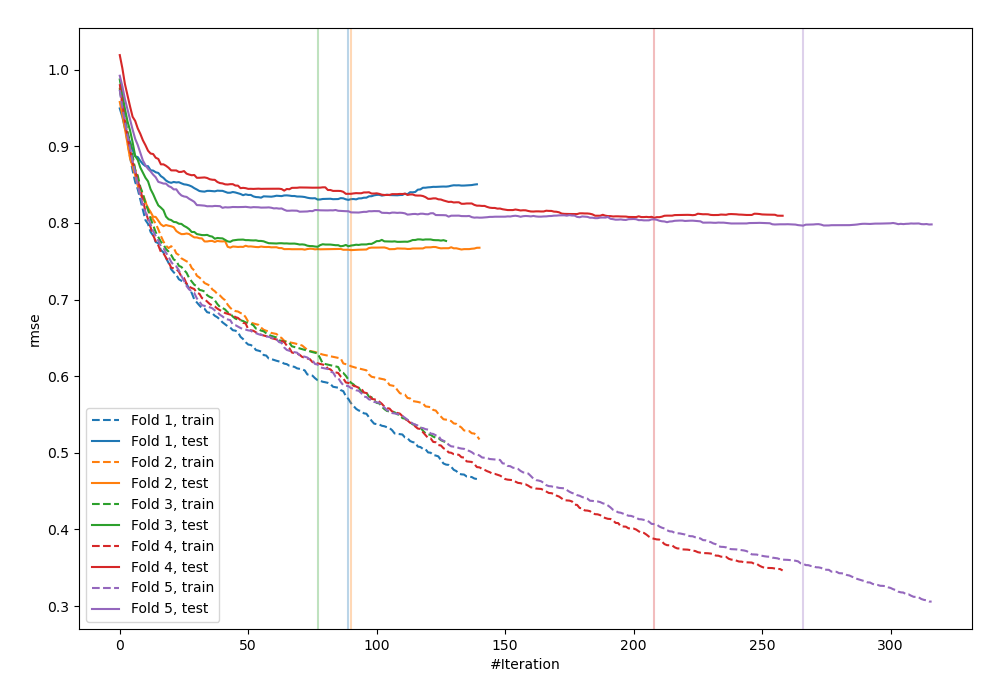 1.0
0.9
0.8
0.7
0.6
0.5
0.4
0.3
rmse
Fold 1, train
Fold 1, test
Fold 2, train
Fold 2, test
Fold 3, train
Fold 3, test
Fold 4, train
Fold 4, test
Fold 5, train
Fold 5, test
0 50 100 150 200 250 300
#Iteration